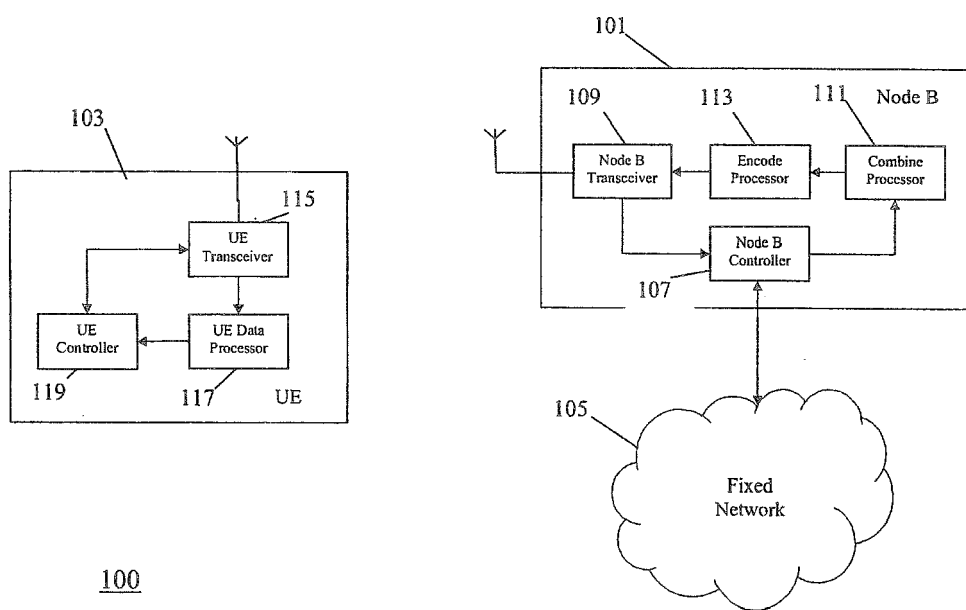 101
109
113
111
Node B
103
Node B
Transceiver
Encode
Processor
Combine
Processor
115
UE
Transceiver
Node B
Controller
107
UE
Controller
UE Data
Processor
119
117
UE
105
Fixed
Network
100